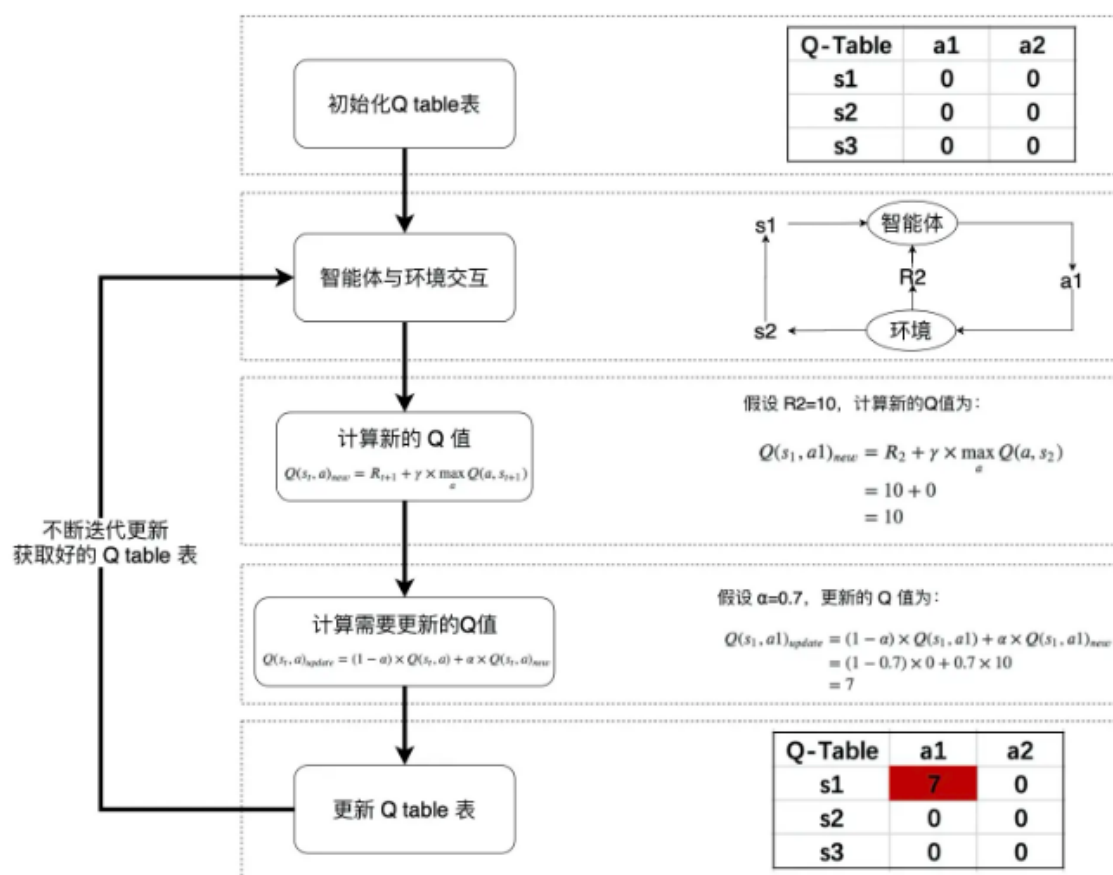 初始化Q table表
Q-Table a1 a2
s1 0 0
s2 0 0
s3 0 0
智能体与环境交互
s1
智能体
R2
a1
s2
环境
计算新的 Q 值
Q(s_t, a)_{new} = R_{t+1} + γ × max_a Q(a, s_{t+1})
假设 R2=10，计算新的Q值为：
Q(s_1, a1)_{new} = R_2 + γ × max_a Q(a, s_2)
= 10 + 0
= 10
不断迭代更新
获取好的 Q table 表
计算需要更新的Q值
Q(s_t, a)_{update} = (1 − α) × Q(s_t, a) + α × Q(s_t, a)_{new}
假设 α=0.7，更新的 Q 值为：
Q(s_1, a1)_{update} = (1 − α) × Q(s_1, a1) + α × Q(s_1, a1)_{new}
= (1 − 0.7) × 0 + 0.7 × 10
= 7
更新 Q table 表
Q-Table a1 a2
s1 7 0
s2 0 0
s3 0 0